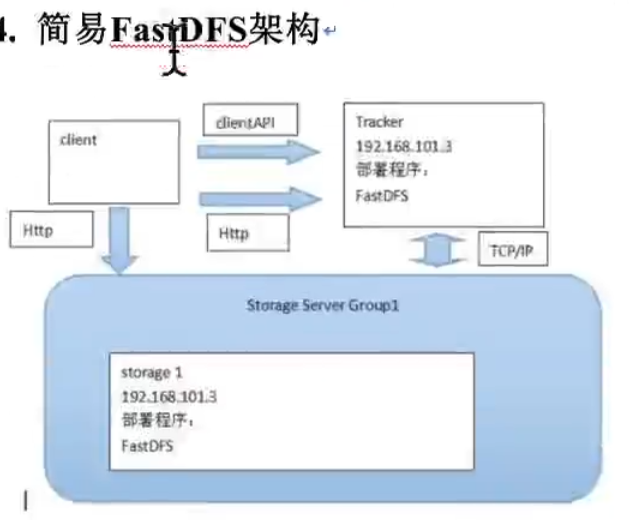 4. 简易FastDFS架构
client
clientAPI
Tracker
192.168.101.3
部署程序：
FastDFS
Http
Http
TCP/IP
Storage Server Group1
storage 1
192.168.101.3
部署程序：
FastDFS